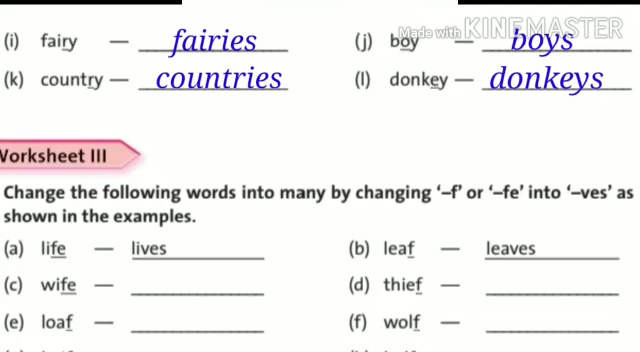 (i) fairy — fairies (j) boy — boys
Made with KINEMASTER
(k) country — countries (l) donkey — donkeys
Worksheet III
Change the following words into many by changing ‘–f’ or ‘–fe’ into ‘–ves’ as
shown in the examples.
(a) life — lives (b) leaf — leaves
(c) wife — (d) thief —
(e) loaf — (f) wolf —